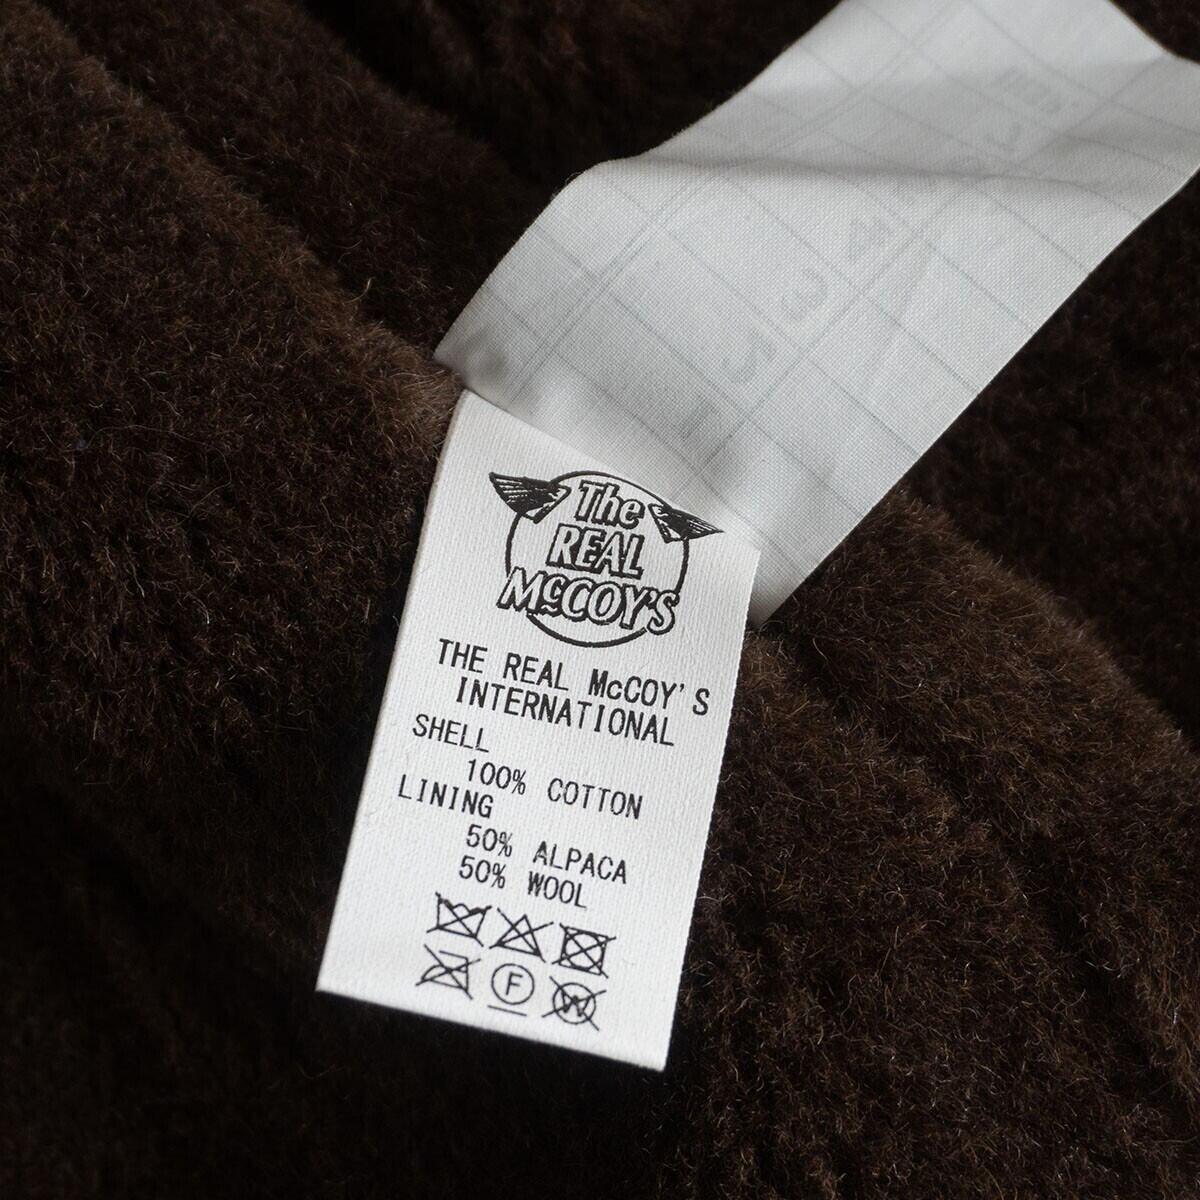 The
REAL
McCOY'S
THE REAL McCOY'S
INTERNATIONAL
SHELL
100% COTTON
LINING
50% ALPACA
50% WOOL
F
W